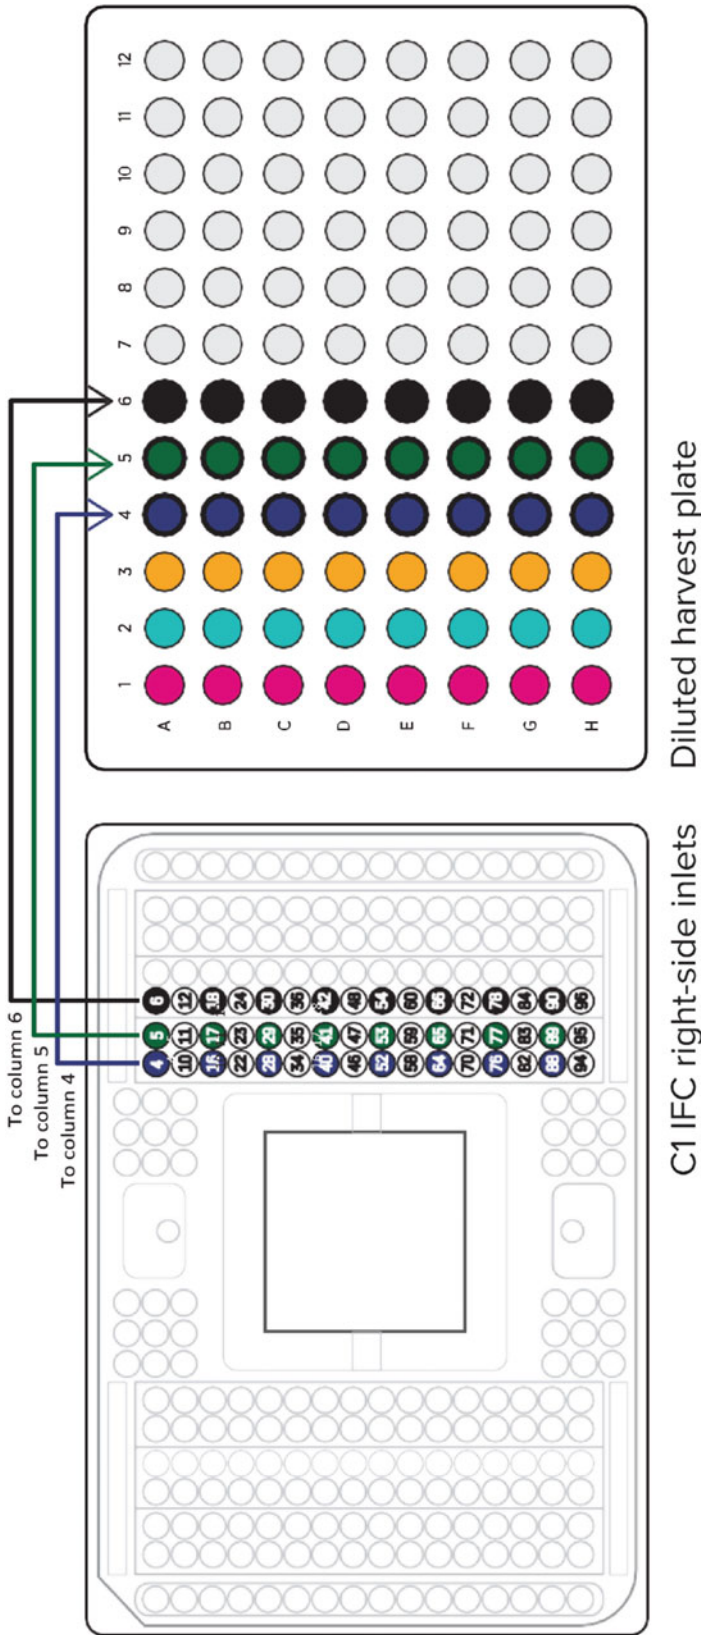 To column 6
To column 5
To column 4
1 2 3 4 5 6 7 8 9 10 11 12
A
B
C
D
E
F
G
H
4 5 6
10 11 12
16 17 18
22 23 24
28 29 30
34 35 36
40 41 42
46 47 48
52 53 54
58 59 60
64 65 66
70 71 72
76 77 78
82 83 84
88 89 90
94 95 96
C1 IFC right-side inlets
Diluted harvest plate